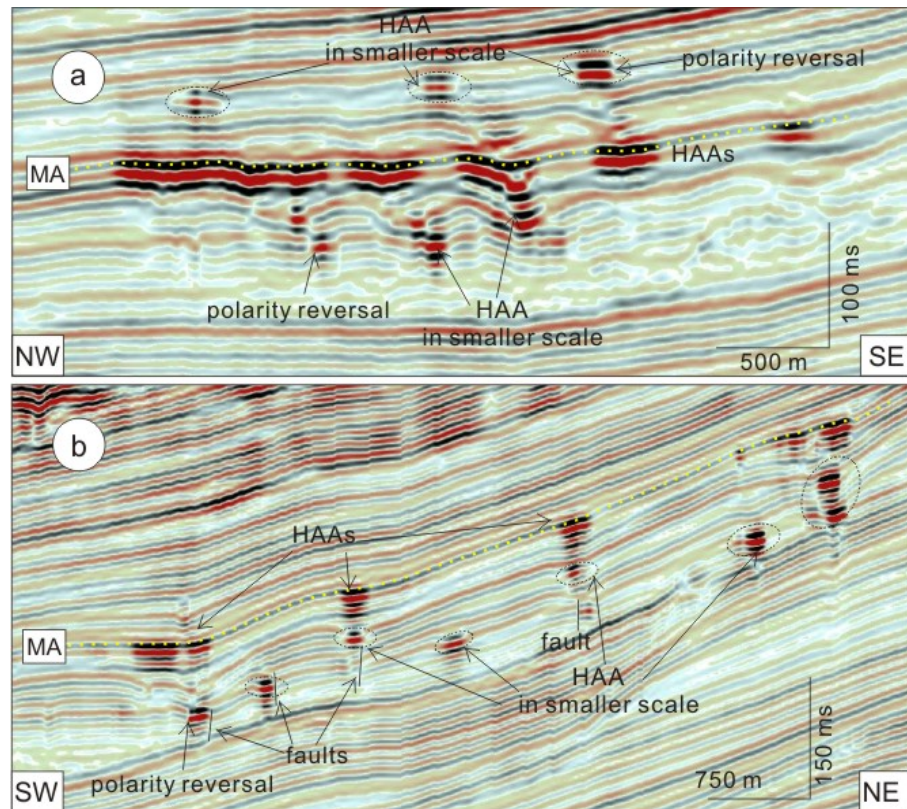 HAA
in smaller scale
a
polarity reversal
MA
HAAs
polarity reversal
HAA
in smaller scale
100 ms
500 m
NW
SE
b
HAAs
MA
fault
HAA
in smaller scale
faults
polarity reversal
150 ms
750 m
SW
NE